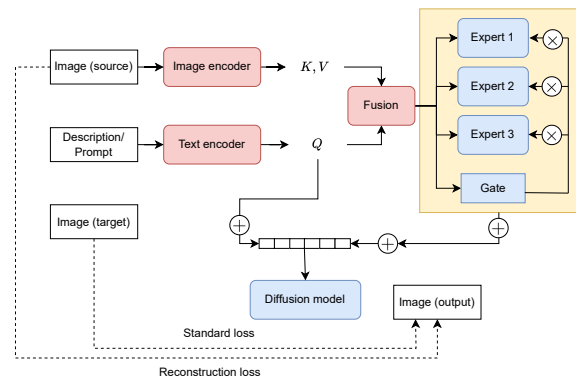 Image (source)
Image encoder
K, V
Fusion
Expert 1
Expert 2
Expert 3
Gate
Description/
Prompt
Text encoder
Q
Image (target)
Diffusion model
Image (output)
Standard loss
Reconstruction loss